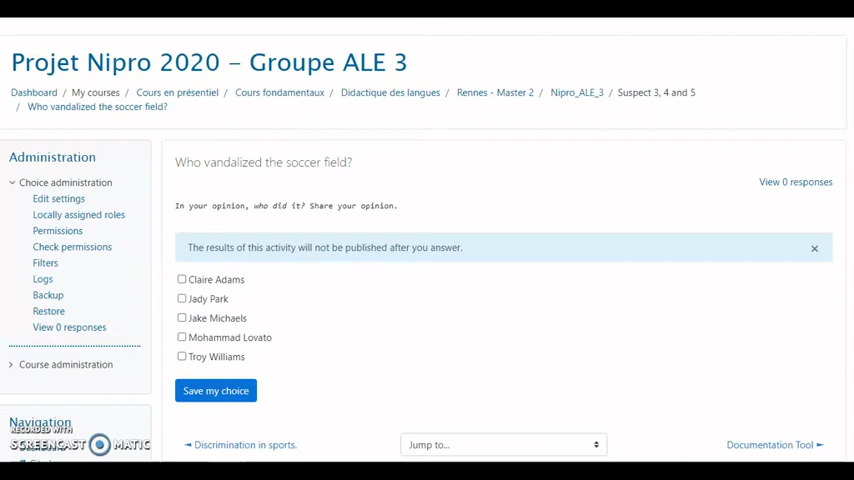 Projet Nipro 2020 – Groupe ALE 3
Dashboard / My courses / Cours en présentiel / Cours fondamentaux / Didactique des langues / Rennes - Master 2 / Nipro_ALE_3 / Suspect 3, 4 and 5
/ Who vandalized the soccer field?
Administration
Choice administration
Edit settings
Locally assigned roles
Permissions
Check permissions
Filters
Logs
Backup
Restore
View 0 responses
Course administration
Navigation
Who vandalized the soccer field?
View 0 responses
In your opinion, who did it? Share your opinion.
The results of this activity will not be published after you answer. ×
Claire Adams
Jady Park
Jake Michaels
Mohammad Lovato
Troy Williams
Save my choice
◄ Discrimination in sports.
Jump to...
Documentation Tool ►
RECORDED WITH
SCREENCAST MATIC